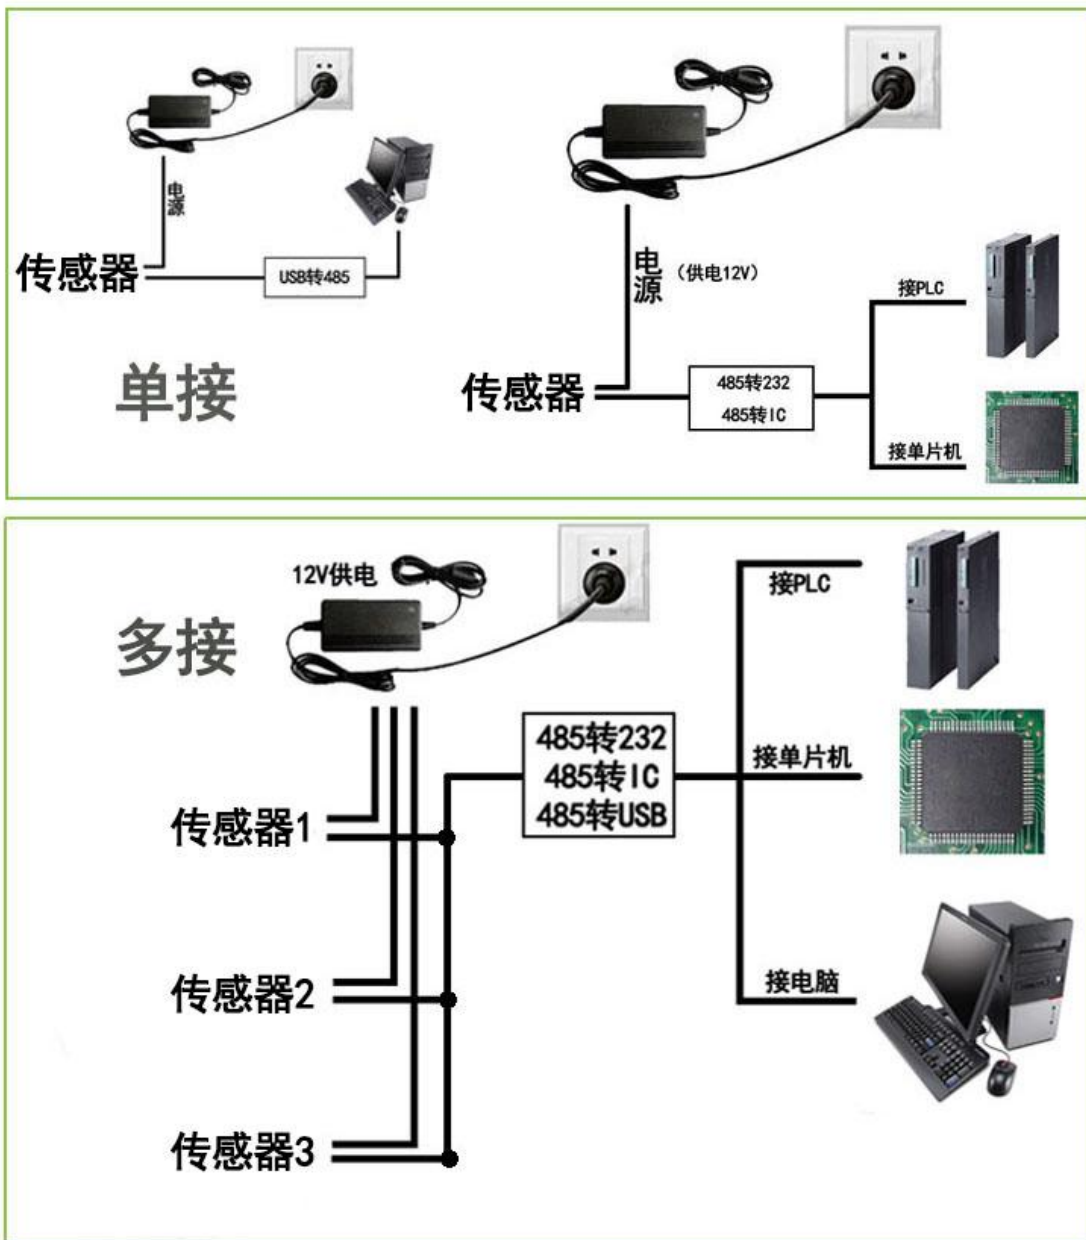 电源
传感器
USB转485
单接
电源
（供电12V）
传感器
485转232
485转IC
接PLC
接单片机
多接
12V供电
传感器1
传感器2
传感器3
485转232
485转IC
485转USB
接PLC
接单片机
接电脑